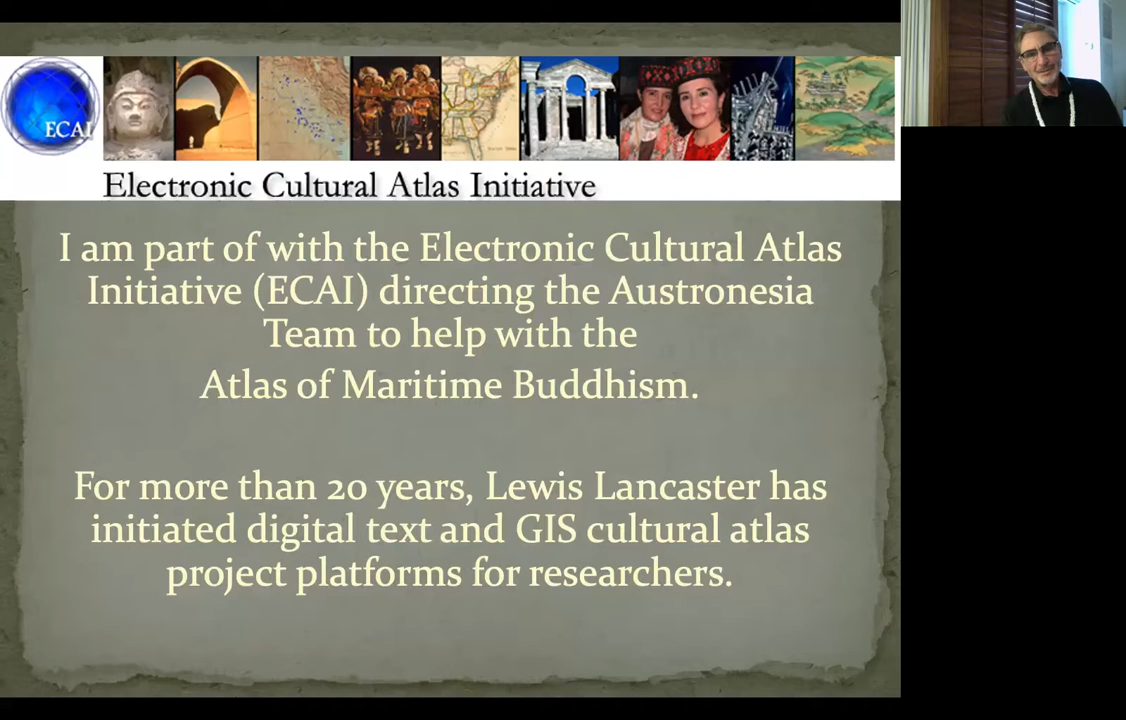 ECAI
Electronic Cultural Atlas Initiative
I am part of with the Electronic Cultural Atlas
Initiative (ECAI) directing the Austronesia
Team to help with the
Atlas of Maritime Buddhism.
For more than 20 years, Lewis Lancaster has
initiated digital text and GIS cultural atlas
project platforms for researchers.